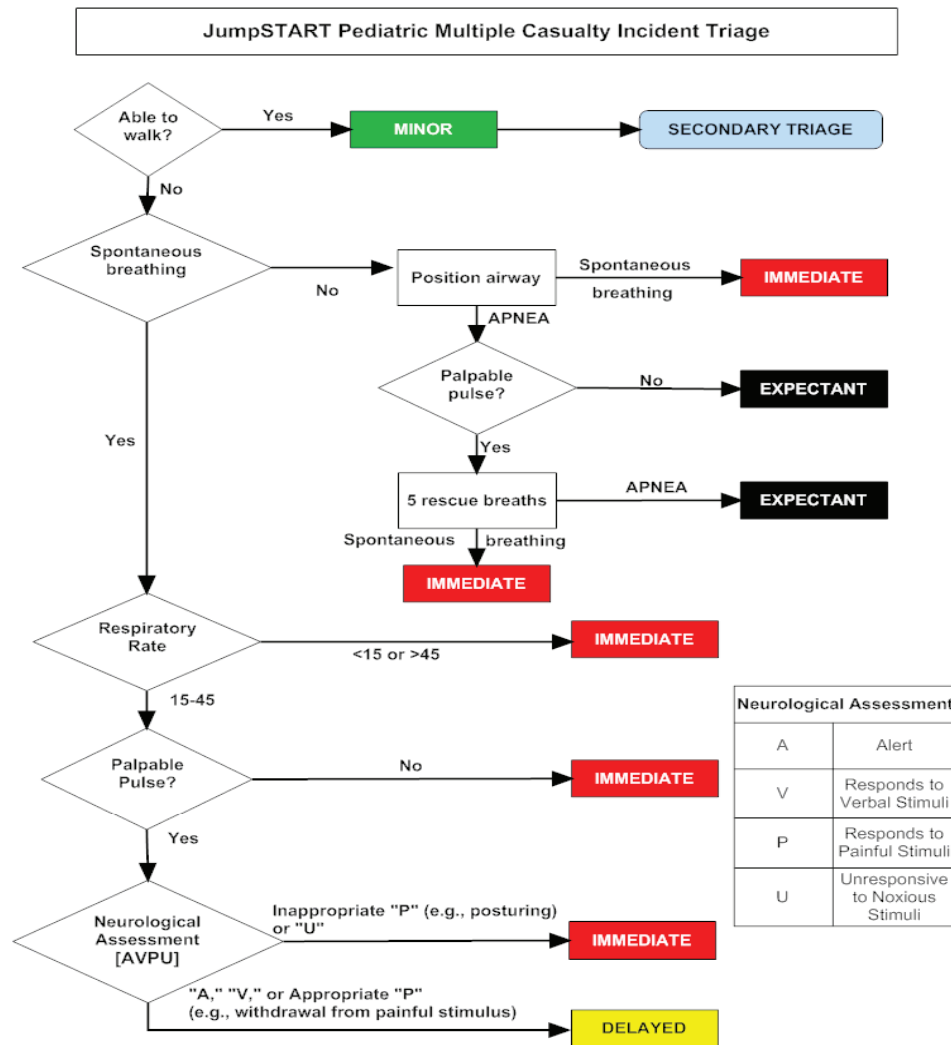 JumpSTART Pediatric Multiple Casualty Incident Triage
Able to
walk?
Yes
MINOR
SECONDARY TRIAGE
No
Spontaneous
breathing
No
Position airway
Spontaneous
breathing
IMMEDIATE
APNEA
Palpable
pulse?
No
EXPECTANT
Yes
Yes
5 rescue breaths
APNEA
EXPECTANT
Spontaneous breathing
IMMEDIATE
Respiratory
Rate
<15 or >45
IMMEDIATE
15-45
Palpable
Pulse?
No
IMMEDIATE
Yes
Neurological
Assessment
[AVPU]
Inappropriate "P" (e.g., posturing)
or "U"
IMMEDIATE
"A," "V," or Appropriate "P"
(e.g., withdrawal from painful stimulus)
DELAYED
Neurological Assessment
A Alert
V Responds to
Verbal Stimuli
P Responds to
Painful Stimuli
U Unresponsive
to Noxious
Stimuli